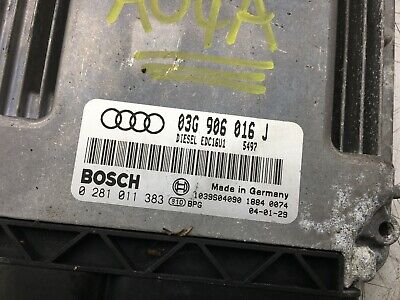 AO4A
03G 906 016 J
DIESEL EDC16U1 5497
BOSCH
Made in Germany
0 281 011 383 910 BPG
1039S04090 1884 0074
04-01-29